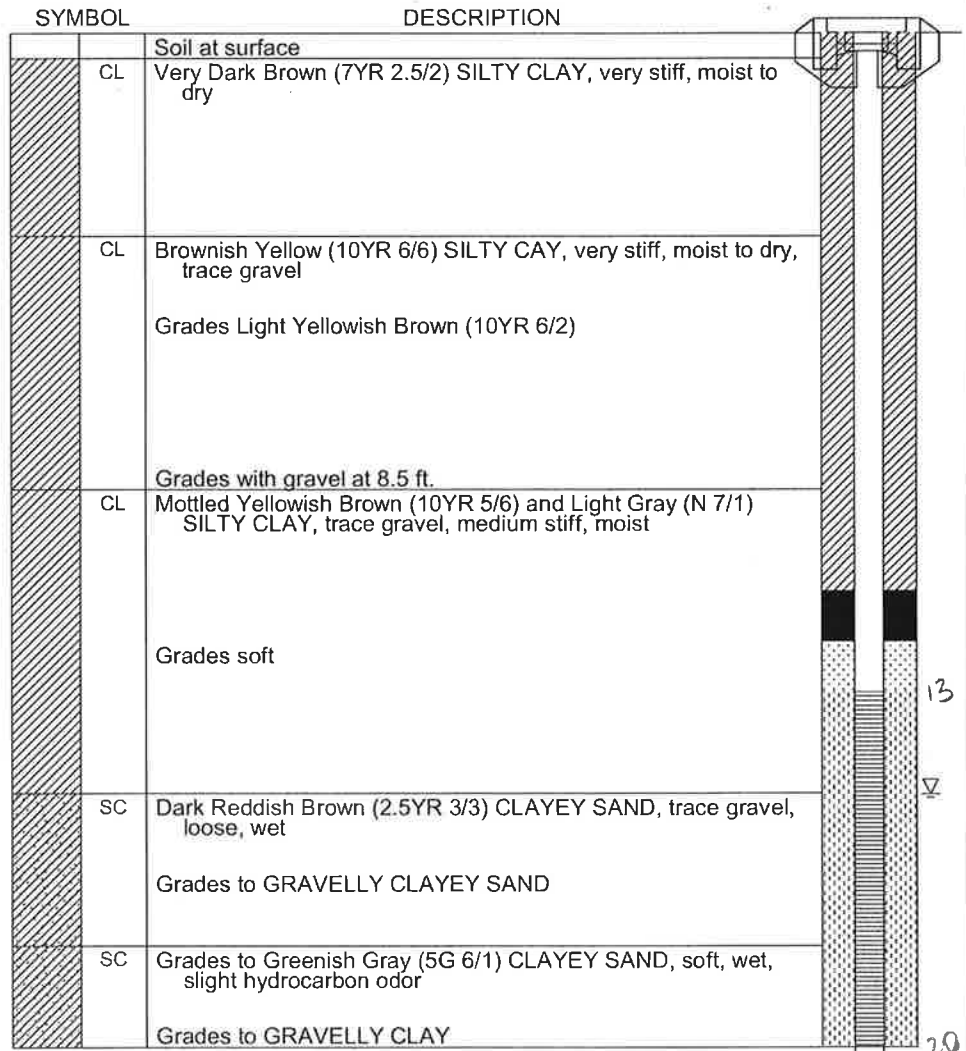 SYMBOL DESCRIPTION
Soil at surface
CL Very Dark Brown (7YR 2.5/2) SILTY CLAY, very stiff, moist to
dry
CL Brownish Yellow (10YR 6/6) SILTY CAY, very stiff, moist to dry,
trace gravel
Grades Light Yellowish Brown (10YR 6/2)
Grades with gravel at 8.5 ft.
CL Mottled Yellowish Brown (10YR 5/6) and Light Gray (N 7/1)
SILTY CLAY, trace gravel, medium stiff, moist
Grades soft
13
SC Dark Reddish Brown (2.5YR 3/3) CLAYEY SAND, trace gravel,
loose, wet
Grades to GRAVELLY CLAYEY SAND
SC Grades to Greenish Gray (5G 6/1) CLAYEY SAND, soft, wet,
slight hydrocarbon odor
Grades to GRAVELLY CLAY
20